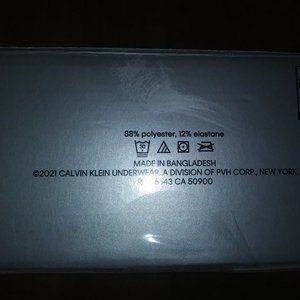 88% polyester, 12% elastane
MADE IN BANGLADESH
©2021 CALVIN KLEIN UNDERWEAR, A DIVISION OF PVH CORP., NEW YORK,
CA 50900